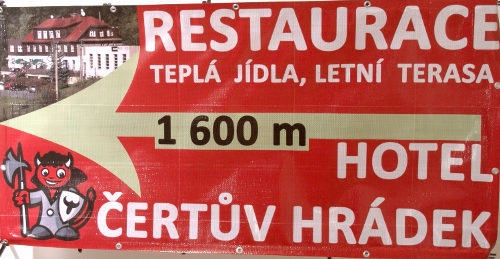 RESTAURACE
TEPLÁ JÍDLA, LETNÍ TERASA
1 600 m
HOTEL
ČERTŮV HRÁDEK